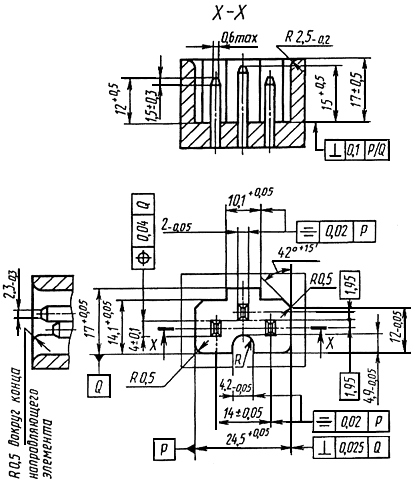 X–X
0,6max
R 2,5-0,2
12+0,5
1,5±0,3
15+0,5
17±0,5
⊥ 0,1 P/Q
10,1+0,05
2-0,05
⌯ 0,02 P
⌖ 0,04 Q
42°+15'
R0,5
1,95
2,3-0,3
17+0,05
14,1+0,05
4±0,1
X
X
12-0,05
Q
R 0,5
R
4,2-0,05
1,95
4,9-0,05
14±0,05
⌯ 0,02 P
P
24,5+0,05
⊥ 0,025 Q
R0,5 вокруг конца
направляющего
элемента